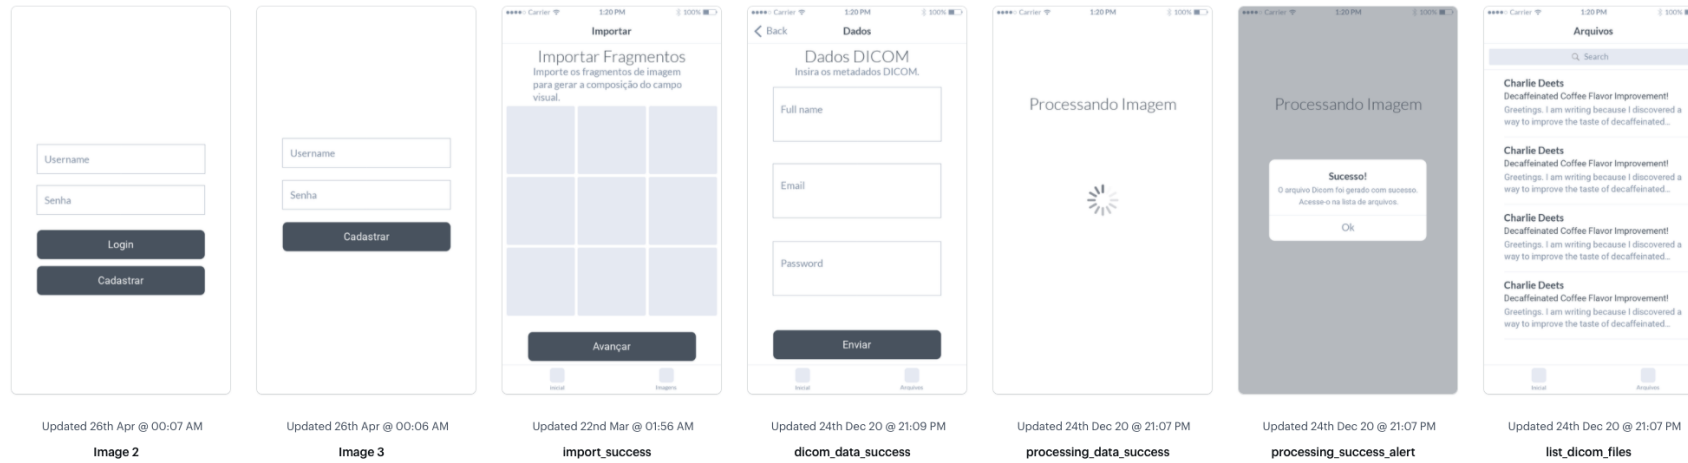 Username
Senha
Login
Cadastrar
Updated 26th Apr @ 00:07 AM
Image 2
Username
Senha
Cadastrar
Updated 26th Apr @ 00:06 AM
Image 3
Carrier 1:20 PM 100%
Importar
Importar Fragmentos
Importe os fragmentos de imagem
para gerar a composição do campo
visual.
Avançar
Inicial Imagens
Updated 22nd Mar @ 01:56 AM
import_success
Carrier 1:20 PM 100%
Back Dados
Dados DICOM
Insira os metadados DICOM.
Full name
Email
Password
Enviar
Inicial Arquivos
Updated 24th Dec 20 @ 21:09 PM
dicom_data_success
Carrier 1:20 PM 100%
Processando Imagem
Updated 24th Dec 20 @ 21:07 PM
processing_data_success
Carrier 1:20 PM 100%
Processando Imagem
Sucesso!
O arquivo Dicom foi gerado com sucesso.
Acesse-o na lista de arquivos.
Ok
Updated 24th Dec 20 @ 21:07 PM
processing_success_alert
Carrier 1:20 PM 100%
Arquivos
Search
Charlie Deets
Decaffeinated Coffee Flavor Improvement!
Greetings. I am writing because I discovered a
way to improve the taste of decaffeinated...
Charlie Deets
Decaffeinated Coffee Flavor Improvement!
Greetings. I am writing because I discovered a
way to improve the taste of decaffeinated...
Charlie Deets
Decaffeinated Coffee Flavor Improvement!
Greetings. I am writing because I discovered a
way to improve the taste of decaffeinated...
Charlie Deets
Decaffeinated Coffee Flavor Improvement!
Greetings. I am writing because I discovered a
way to improve the taste of decaffeinated...
Inicial Arquivos
Updated 24th Dec 20 @ 21:07 PM
list_dicom_files